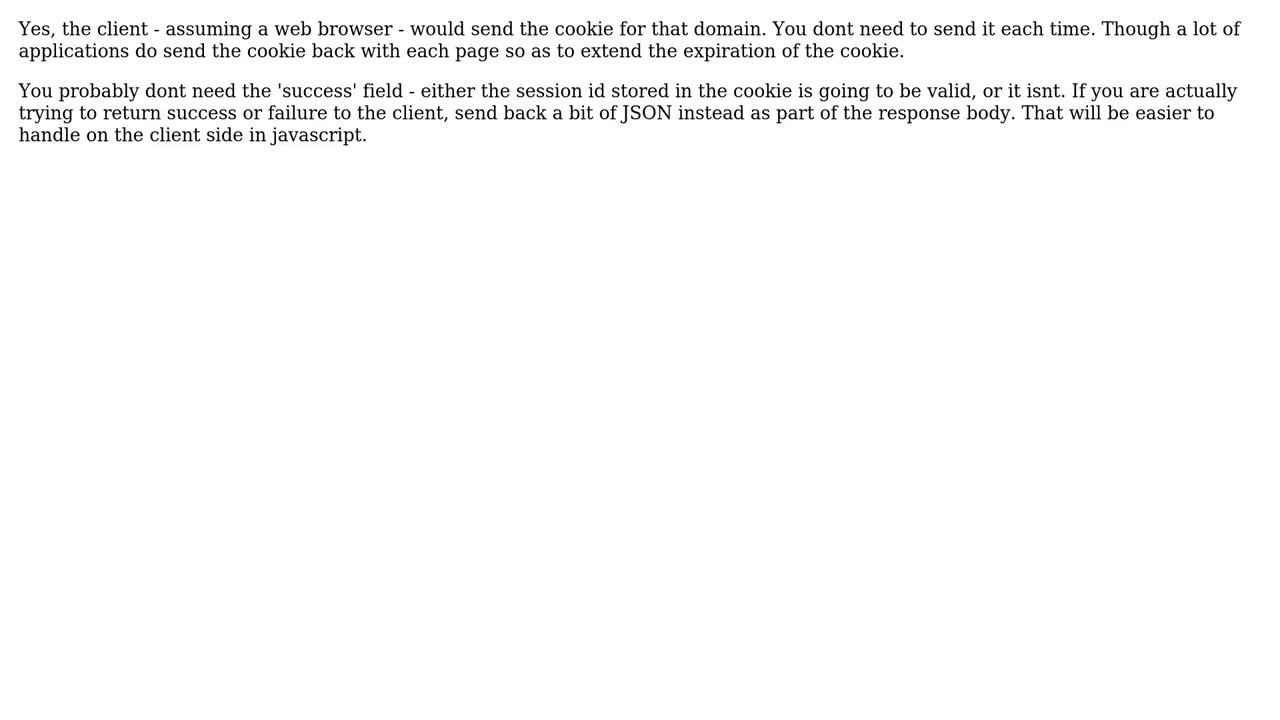 Yes, the client - assuming a web browser - would send the cookie for that domain. You dont need to send it each time. Though a lot of
applications do send the cookie back with each page so as to extend the expiration of the cookie.
You probably dont need the 'success' field - either the session id stored in the cookie is going to be valid, or it isnt. If you are actually
trying to return success or failure to the client, send back a bit of JSON instead as part of the response body. That will be easier to
handle on the client side in javascript.